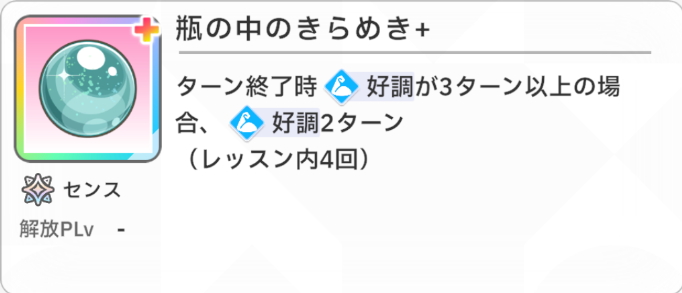 瓶の中のきらめき+
ターン終了時 好調が3ターン以上の場
合、 好調2ターン
（レッスン内4回）
センス
解放PLv -